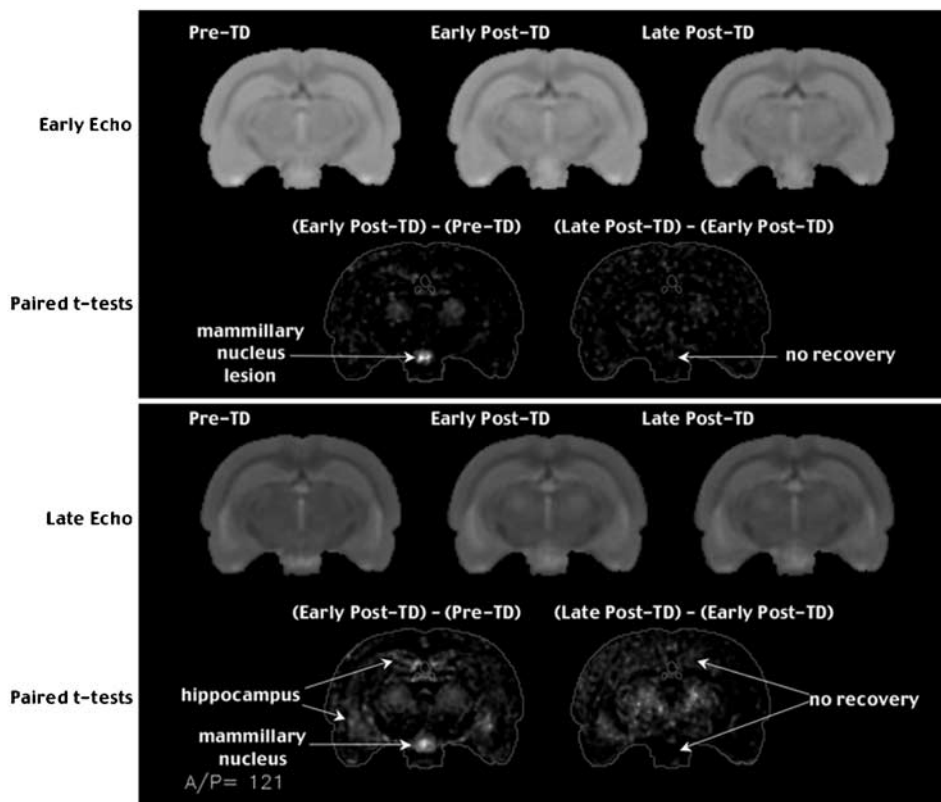 Pre-TD Early Post-TD Late Post-TD
Early Echo
(Early Post-TD) - (Pre-TD) (Late Post-TD) - (Early Post-TD)
Paired t-tests
mammillary
nucleus
lesion
no recovery
Pre-TD Early Post-TD Late Post-TD
Late Echo
(Early Post-TD) - (Pre-TD) (Late Post-TD) - (Early Post-TD)
Paired t-tests
hippocampus
no recovery
mammillary
nucleus
A/P= 121